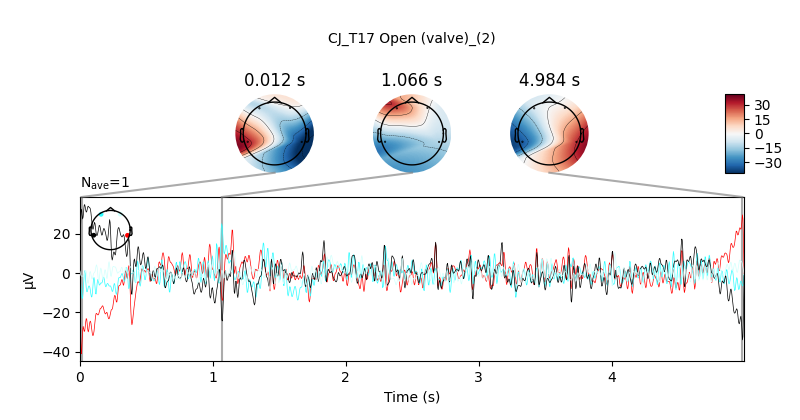 CJ_T17 Open (valve)_(2)
0.012 s 1.066 s 4.984 s
30
15
0
−15
−30
Nave=1
20
0
−20
−40
µV
0 1 2 3 4
Time (s)